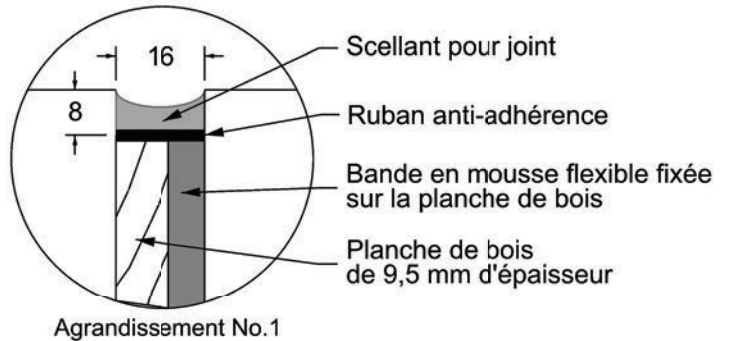 16
8
Scellant pour joint
Ruban anti-adhérence
Bande en mousse flexible fixée
sur la planche de bois
Planche de bois
de 9,5 mm d'épaisseur
Agrandissement No.1